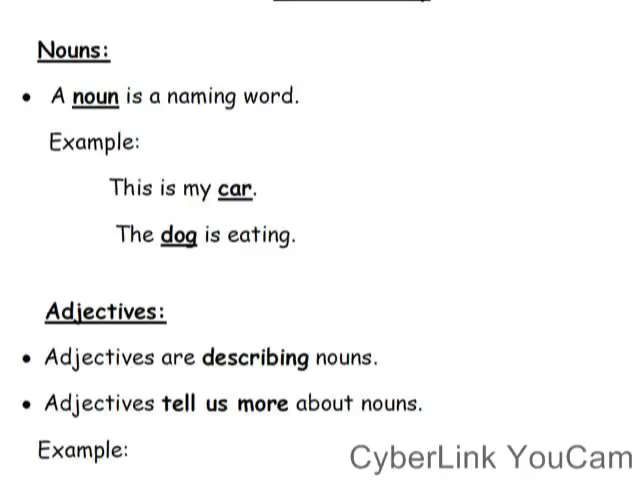 Nouns:
• A noun is a naming word.
Example:
This is my car.
The dog is eating.
Adjectives:
• Adjectives are describing nouns.
• Adjectives tell us more about nouns.
Example:
CyberLink YouCam